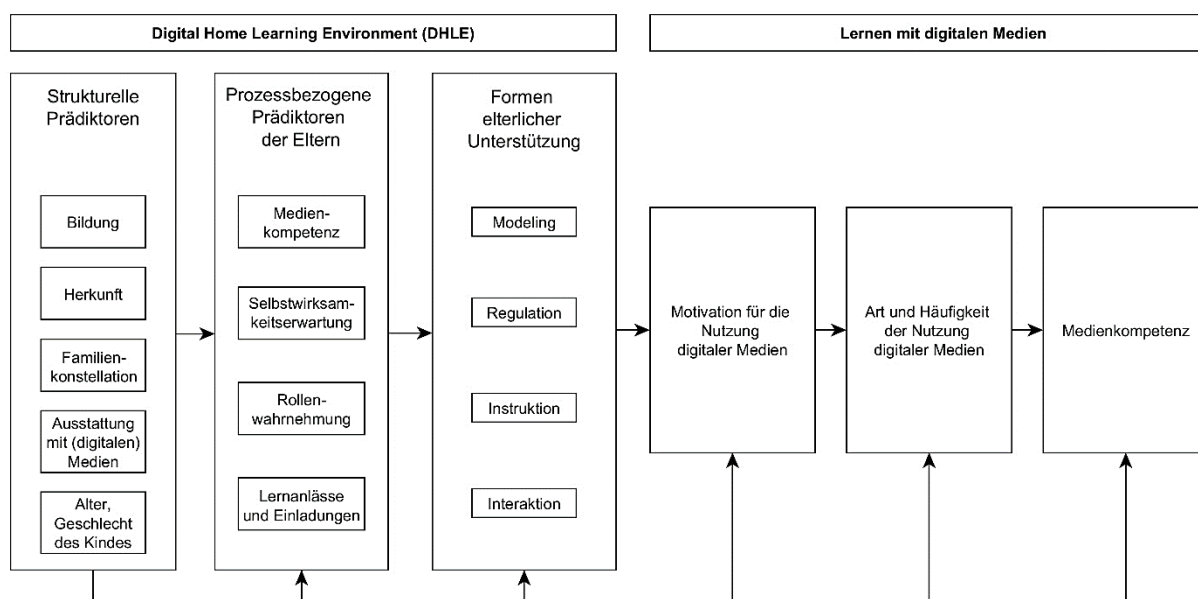 Digital Home Learning Environment (DHLE)
Lernen mit digitalen Medien
Strukturelle
Prädiktoren
Bildung
Herkunft
Familien-
konstellation
Ausstattung
mit (digitalen)
Medien
Alter,
Geschlecht
des Kindes
Prozessbezogene
Prädiktoren
der Eltern
Medien-
kompetenz
Selbstwirksam-
keitserwartung
Rollen-
wahrnehmung
Lernanlässe
und Einladungen
Formen
elterlicher
Unterstützung
Modeling
Regulation
Instruktion
Interaktion
Motivation für die
Nutzung
digitaler Medien
Art und Häufigkeit
der Nutzung
digitaler Medien
Medienkompetenz